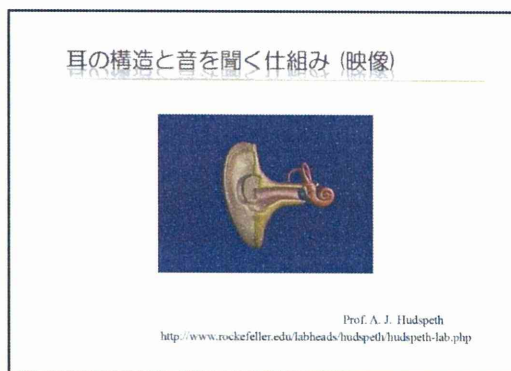 耳の構造と音を聞く仕組み (映像)
Prof. A. J. Hudspeth
http://www.rockefeller.edu/labheads/hudspeth/hudspeth-lab.php